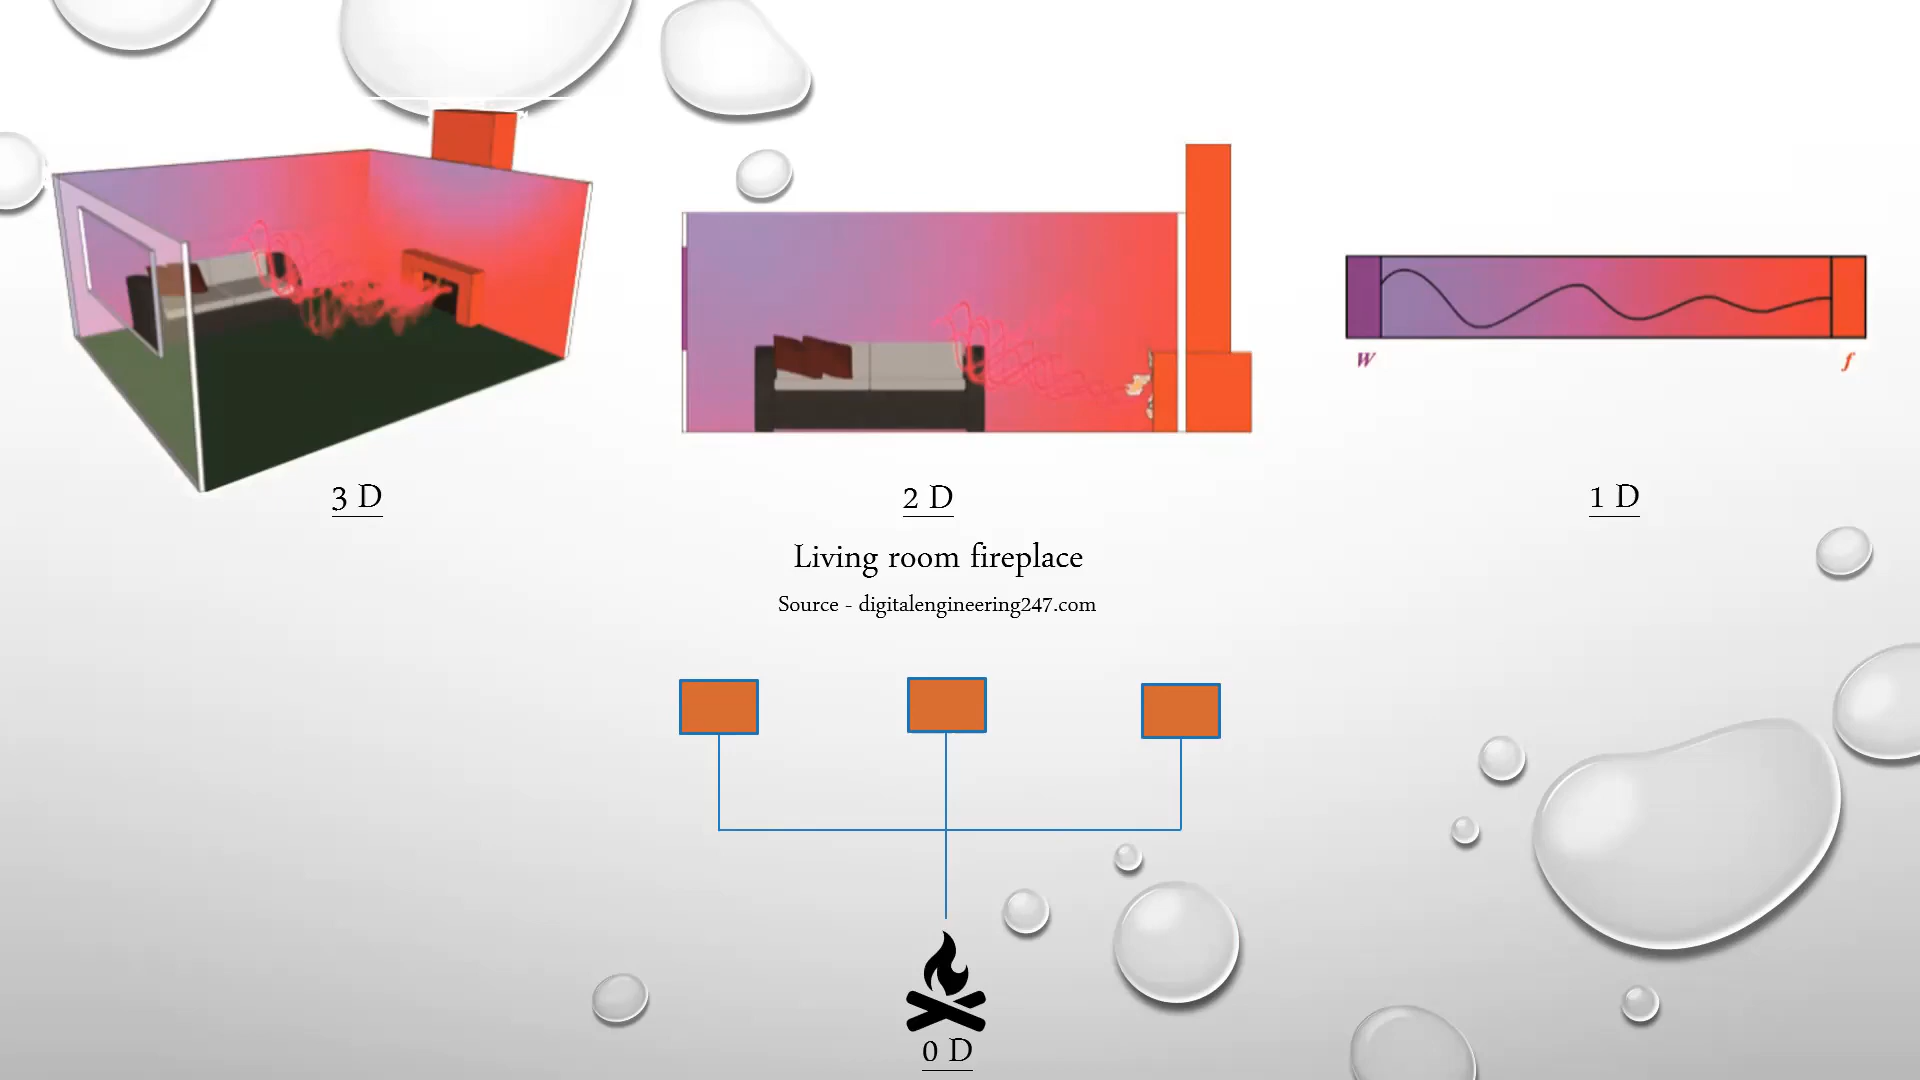 W
f
3 D
2 D
1 D
Living room fireplace
Source - digitalengineering247.com
0 D